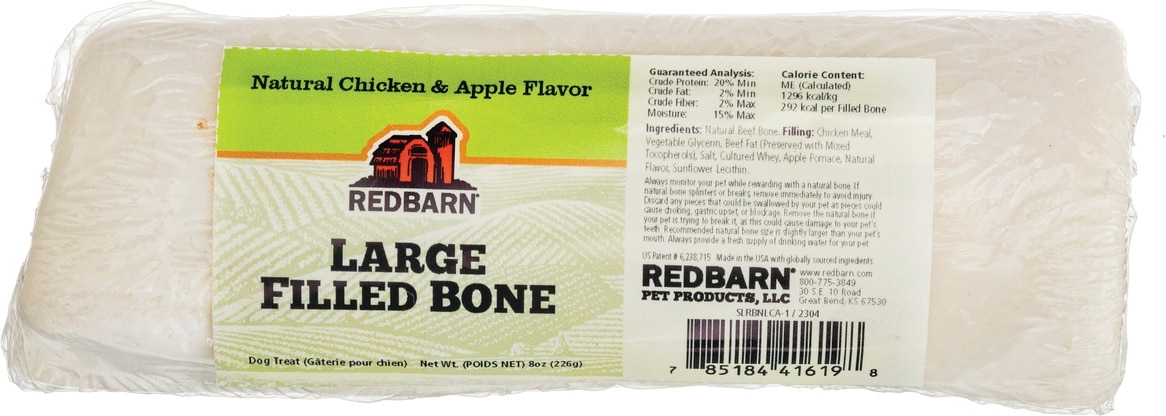 Natural Chicken & Apple Flavor
REDBARN
LARGE
FILLED BONE
Dog Treat (Gâterie pour chien) Net Wt. (POIDS NET) 8oz (226g)
Guaranteed Analysis:
Crude Protein: 20% Min
Crude Fat: 2% Min
Crude Fiber: 2% Max
Moisture: 15% Max
Calorie Content:
ME (Calculated)
1296 kcal/kg
292 kcal per Filled Bone
Ingredients: Natural Beef Bone. Filling: Chicken Meal,
Vegetable Glycerin, Beef Fat (Preserved with Mixed
Tocopherols), Salt, Cultured Whey, Apple Pomace, Natural
Flavor, Sunflower Lecithin.
Always monitor your pet while rewarding with a natural bone. If
natural bone splinters or breaks, remove immediately to avoid injury.
Discard any pieces that could be swallowed by your pet as pieces could
cause choking, gastric upset, or blockage. Remove the natural bone if
your pet is trying to break it, as this could cause damage to your pet's
teeth. Recommended natural bone size is slightly larger than your pet's
mouth. Always provide a fresh supply of drinking water for your pet
US Patent # 6,238,715 Made in the USA with globally sourced ingredients
REDBARN®
PET PRODUCTS, LLC
www.redbarn.com
800-775-3849
30 S.E. 10 Road
Great Bend, KS 67530
SLRBNLCA-1 / 2304
7 85184 41619 8